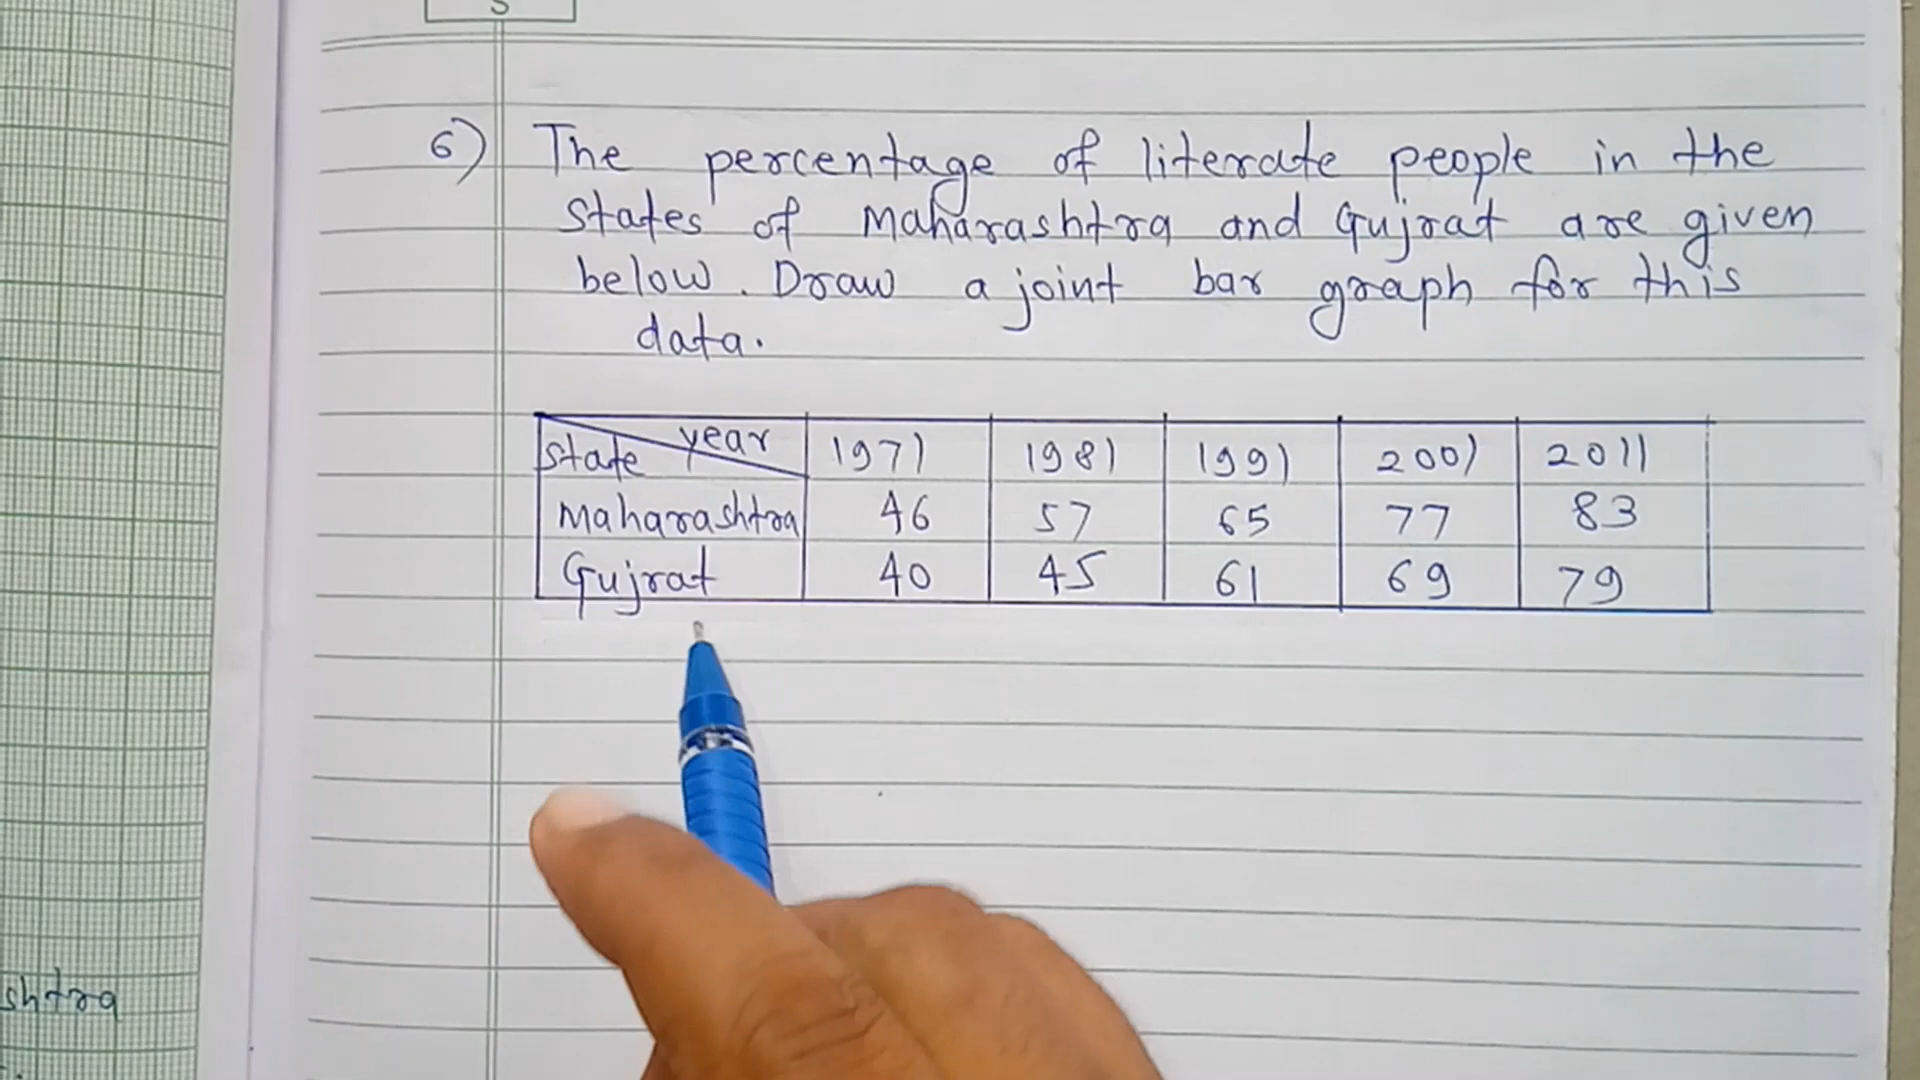 6) The percentage of literate people in the
states of Maharashtra and Gujrat are given
below. Draw a joint bar graph for this
data.
State year 1971 1981 1991 2001 2011
Maharashtra 46 57 65 77 83
Gujrat 40 45 61 69 79
shtra